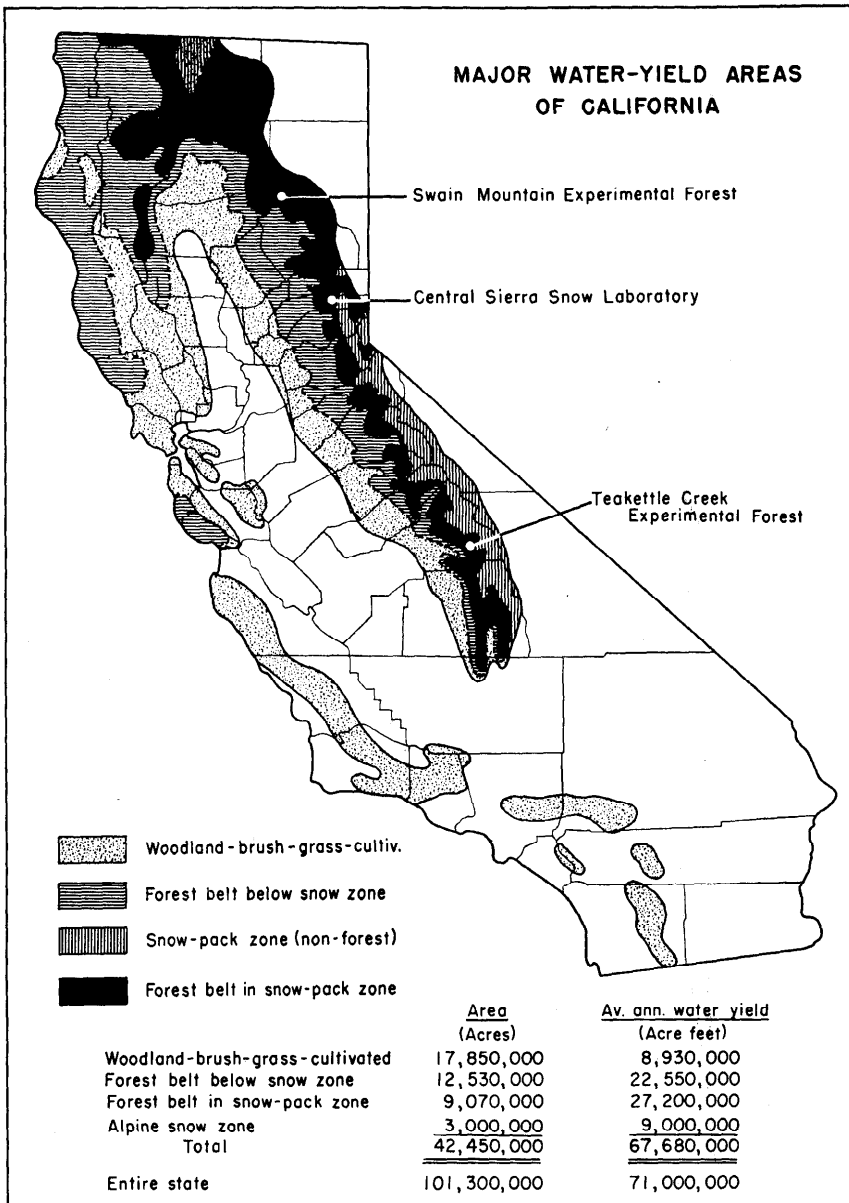 MAJOR WATER-YIELD AREAS
OF CALIFORNIA
Swain Mountain Experimental Forest
Central Sierra Snow Laboratory
Teakettle Creek
Experimental Forest
Woodland-brush-grass-cultiv.
Forest belt below snow zone
Snow-pack zone (non-forest)
Forest belt in snow-pack zone
Area Av. ann. water yield
(Acres) (Acre feet)
Woodland-brush-grass-cultivated 17,850,000 8,930,000
Forest belt below snow zone 12,530,000 22,550,000
Forest belt in snow-pack zone 9,070,000 27,200,000
Alpine snow zone 3,000,000 9,000,000
Total 42,450,000 67,680,000
Entire state 101,300,000 71,000,000